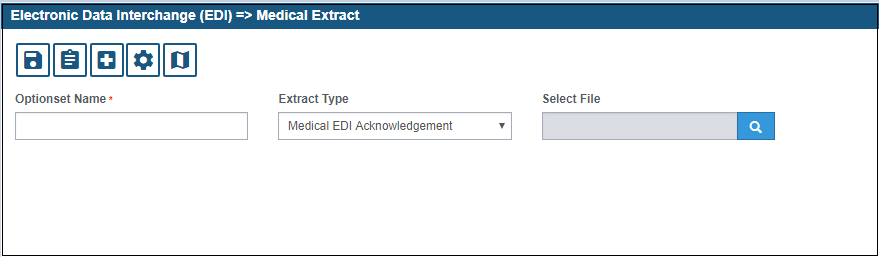 Electronic Data Interchange (EDI) => Medical Extract
Optionset Name * Extract Type Select File
Medical EDI Acknowledgement